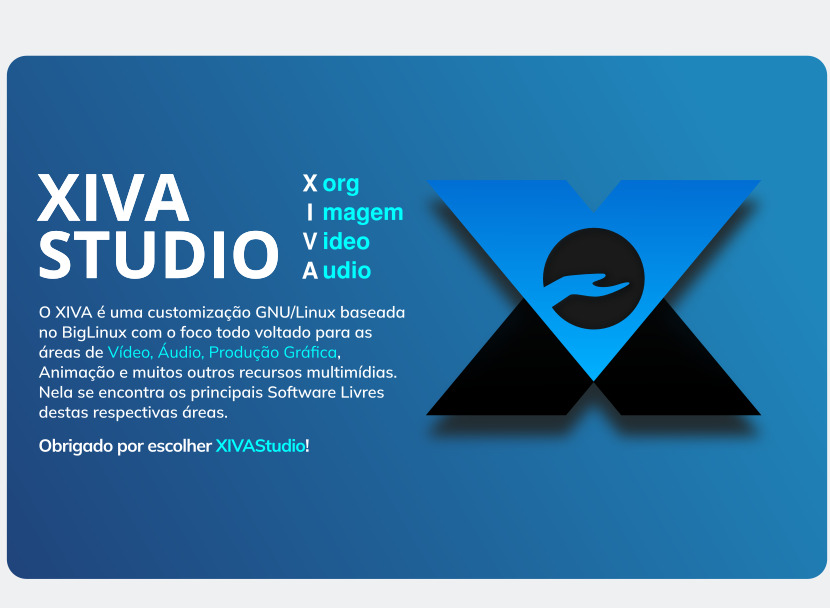 XIVA
STUDIO
X org
I magem
V ideo
A udio
O XIVA é uma customização GNU/Linux baseada
no BigLinux com o foco todo voltado para as
áreas de Vídeo, Áudio, Produção Gráfica,
Animação e muitos outros recursos multimídias.
Nela se encontra os principais Software Livres
destas respectivas áreas.
Obrigado por escolher XIVAStudio!